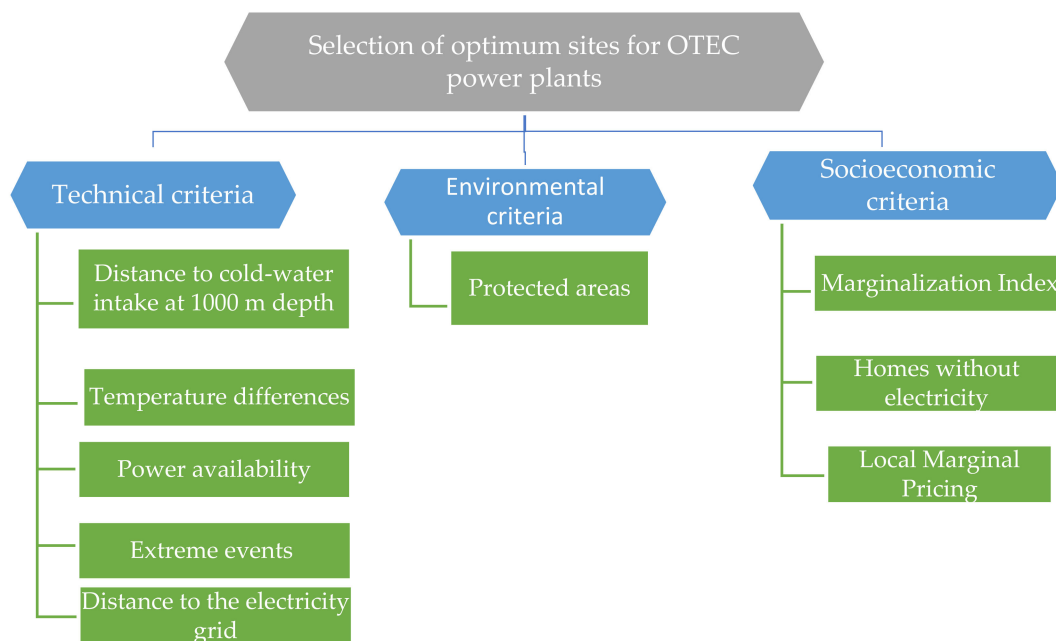 Selection of optimum sites for OTEC
power plants
Technical criteria
Distance to cold-water
intake at 1000 m depth
Temperature differences
Power availability
Extreme events
Distance to the electricity
grid
Environmental
criteria
Protected areas
Socioeconomic
criteria
Marginalization Index
Homes without
electricity
Local Marginal
Pricing